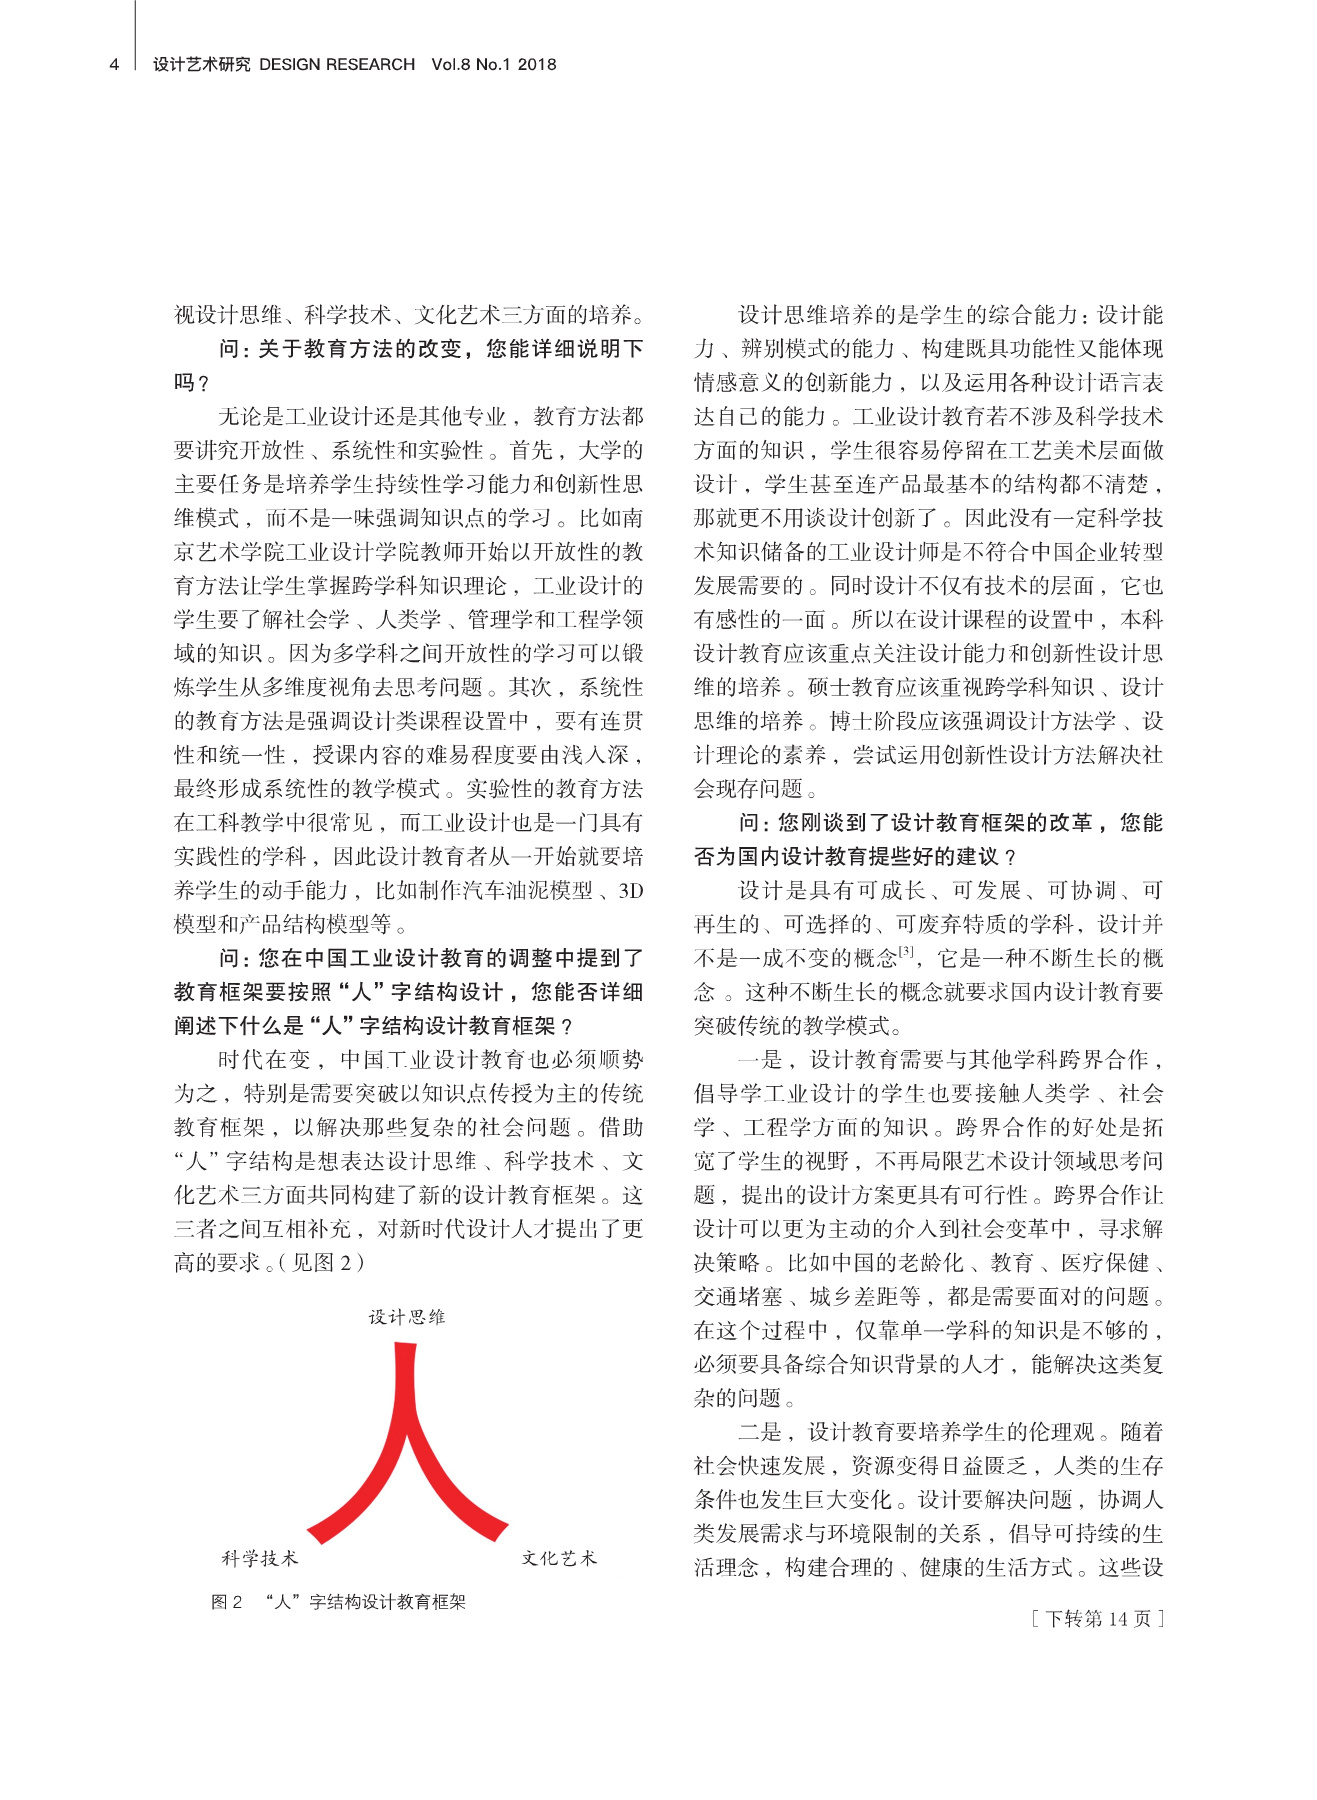 4 设计艺术研究 DESIGN RESEARCH Vol.8 No.1 2018
视设计思维、科学技术、文化艺术三方面的培养。
问：关于教育方法的改变，您能详细说明下
吗？
无论是工业设计还是其他专业，教育方法都
要讲究开放性、系统性和实验性。首先，大学的
主要任务是培养学生持续性学习能力和创新性思
维模式，而不是一味强调知识点的学习。比如南
京艺术学院工业设计学院教师开始以开放性的教
育方法让学生掌握跨学科知识理论，工业设计的
学生要了解社会学、人类学、管理学和工程学领
域的知识。因为多学科之间开放性的学习可以锻
炼学生从多维度视角去思考问题。其次，系统性
的教育方法是强调设计类课程设置中，要有连贯
性和统一性，授课内容的难易程度要由浅入深，
最终形成系统性的教学模式。实验性的教育方法
在工科教学中很常见，而工业设计也是一门具有
实践性的学科，因此设计教育者从一开始就要培
养学生的动手能力，比如制作汽车油泥模型、3D
模型和产品结构模型等。
问：您在中国工业设计教育的调整中提到了
教育框架要按照“人”字结构设计，您能否详细
阐述下什么是“人”字结构设计教育框架？
时代在变，中国工业设计教育也必须顺势
为之，特别是需要突破以知识点传授为主的传统
教育框架，以解决那些复杂的社会问题。借助
“人”字结构是想表达设计思维、科学技术、文
化艺术三方面共同构建了新的设计教育框架。这
三者之间互相补充，对新时代设计人才提出了更
高的要求。（见图 2）
设计思维
人
科学技术 文化艺术
图 2 “人”字结构设计教育框架
设计思维培养的是学生的综合能力：设计能
力、辨别模式的能力、构建既具功能性又能体现
情感意义的创新能力，以及运用各种设计语言表
达自己的能力。工业设计教育若不涉及科学技术
方面的知识，学生很容易停留在工艺美术层面做
设计，学生甚至连产品最基本的结构都不清楚，
那就更不用谈设计创新了。因此没有一定科学技
术知识储备的工业设计师是不符合中国企业转型
发展需要的。同时设计不仅有技术的层面，它也
有感性的一面。所以在设计课程的设置中，本科
设计教育应该重点关注设计能力和创新性设计思
维的培养。硕士教育应该重视跨学科知识、设计
思维的培养。博士阶段应该强调设计方法学、设
计理论的素养，尝试运用创新性设计方法解决社
会现存问题。
问：您刚谈到了设计教育框架的改革，您能
否为国内设计教育提些好的建议？
设计是具有可成长、可发展、可协调、可
再生的、可选择的、可废弃特质的学科，设计并
不是一成不变的概念[3]，它是一种不断生长的概
念。这种不断生长的概念就要求国内设计教育要
突破传统的教学模式。
一是，设计教育需要与其他学科跨界合作，
倡导学工业设计的学生也要接触人类学、社会
学、工程学方面的知识。跨界合作的好处是拓
宽了学生的视野，不再局限艺术设计领域思考问
题，提出的设计方案更具有可行性。跨界合作让
设计可以更为主动的介入到社会变革中，寻求解
决策略。比如中国的老龄化、教育、医疗保健、
交通堵塞、城乡差距等，都是需要面对的问题。
在这个过程中，仅靠单一学科的知识是不够的，
必须要具备综合知识背景的人才，能解决这类复
杂的问题。
二是，设计教育要培养学生的伦理观。随着
社会快速发展，资源变得日益匮乏，人类的生存
条件也发生巨大变化。设计要解决问题，协调人
类发展需求与环境限制的关系，倡导可持续的生
活理念，构建合理的、健康的生活方式。这些设
［下转第 14 页］